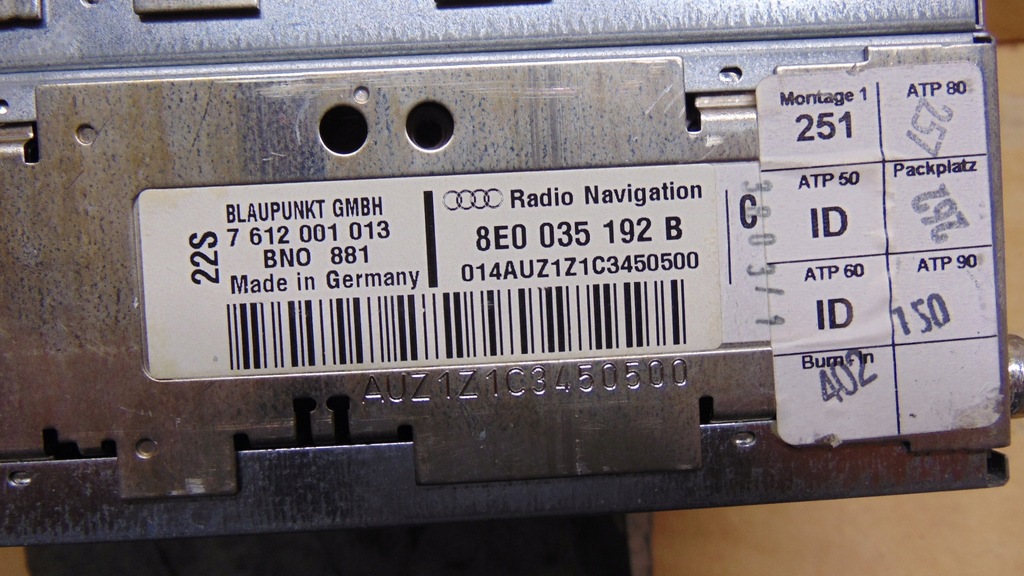 22S
BLAUPUNKT GMBH
7 612 001 013
BNO 881
Made in Germany
Radio Navigation
8E0 035 192 B
014AUZ1Z1C3450500
C
AUZ1Z1C3450500
Montage 1
251
ATP 80
257
ATP 50
ID
Packplatz
ATP 60
ID
ATP 90
150
Burn In
402